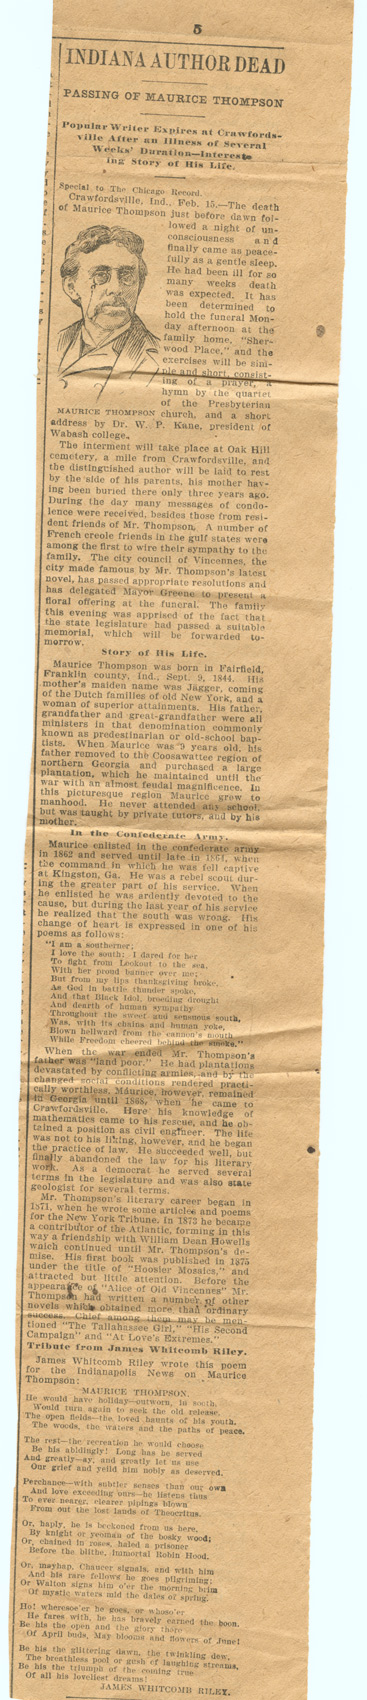 5
INDIANA AUTHOR DEAD
PASSING OF MAURICE THOMPSON
Popular Writer Expires at Crawfords-
ville After an Illness of Several
Weeks' Duration—Interest-
ing Story of His Life.
Special to The Chicago Record.
Crawfordsville, Ind., Feb. 15.—The death
of Maurice Thompson just before dawn fol-
lowed a night of un-
consciousness and
finally came as peace-
fully as a gentle sleep.
He had been ill for so
many weeks death
was expected. It has
been determined to
hold the funeral Mon-
day afternoon at the
family home, "Sher-
wood Place," and the
exercises will be sim-
ple and short, consist-
ing of a prayer, a
hymn by the quartet
of the Presbyterian
MAURICE THOMPSON
church, and a short
address by Dr. W. P. Kane, president of
Wabash college.
The interment will take place at Oak Hill
cemetery, a mile from Crawfordsville, and
the distinguished author will be laid to rest
by the side of his parents, his mother hav-
ing been buried there only three years ago.
During the day many messages of condo-
lence were received, besides those from resi-
dent friends of Mr. Thompson. A number of
French creole friends in the gulf states were
among the first to wire their sympathy to the
family. The city council of Vincennes, the
city made famous by Mr. Thompson's latest
novel, has passed appropriate resolutions and
has delegated Mayor Greene to present a
floral offering at the funeral. The family
this evening was apprised of the fact that
the state legislature had passed a suitable
memorial, which will be forwarded to-
morrow.
Story of His Life.
Maurice Thompson was born in Fairfield,
Franklin county, Ind., Sept. 9, 1844. His
mother's maiden name was Jagger, coming
of the Dutch families of old New York, and a
woman of superior attainments. His father,
grandfather and great-grandfather were all
ministers in that denomination commonly
known as predestinarian or old-school bap-
tists. When Maurice was 9 years old, his
father removed to the Coosawattee region of
northern Georgia and purchased a large
plantation, which he maintained until the
war with an almost feudal magnificence. In
this picturesque region Maurice grew to
manhood. He never attended any school,
but was taught by private tutors, and by his
mother.
In the Confederate Army.
Maurice enlisted in the confederate army
in 1862 and served until late in 1864, when
the command in which he was fell captive
at Kingston, Ga. He was a rebel scout dur-
ing the greater part of his service. When
he enlisted he was ardently devoted to the
cause, but during the last year of his service
he realized that the south was wrong. His
change of heart is expressed in one of his
poems as follows:
"I am a southerner;
I love the south; I dared for her
To fight from Lookout to the sea,
With her proud banner over me;
But from my lips thanksgiving broke,
As God in battle thunder spoke,
And that Black Idol, breeding drought
And dearth of human sympathy
Throughout the sweet and sensuous south,
Was, with its chains and human yoke,
Blown hellward from the cannon's mouth
While Freedom cheered behind the smoke."
When the war ended Mr. Thompson's
father was "land poor." He had plantations
devastated by conflicting armies, and by the
changed social conditions rendered practi-
cally worthless. Maurice, however, remained
in Georgia until 1868, when he came to
Crawfordsville. Here his knowledge of
mathematics came to his rescue, and he ob-
tained a position as civil engineer. The life
was not to his liking, however, and he began
the practice of law. He succeeded well, but
finally abandoned the law for his literary
work. As a democrat he served several
terms in the legislature and was also state
geologist for several terms.
Mr. Thompson's literary career began in
1871, when he wrote some articles and poems
for the New York Tribune. In 1873 he became
a contributor of the Atlantic, forming in this
way a friendship with William Dean Howells
which continued until Mr. Thompson's de-
mise. His first book was published in 1875
under the title of "Hoosier Mosaics," and
attracted but little attention. Before the
appearance of "Alice of Old Vincennes" Mr.
Thompson had written a number of other
novels which obtained more than ordinary
success. Chief among them may be men-
tioned "The Tallahassee Girl," "His Second
Campaign" and "At Love's Extremes."
Tribute from James Whitcomb Riley.
James Whitcomb Riley wrote this poem
for the Indianapolis News on Maurice
Thompson:
MAURICE THOMPSON.
He would have holiday—outworn, in sooth,
Would turn again to seek the old release,
The open fields—the loved haunts of his youth,
The woods, the waters and the paths of peace.
The rest—the recreation he would choose
Be his abidingly! Long has he served
And greatly—ay, and greatly let us use
Our grief and yeild him nobly as deserved.
Perchance—with subtler senses than our own
And love exceeding ours—he listens thus
To ever nearer, clearer pipings blown
From out the lost lands of Theocritus.
Or, haply, he is beckoned from us here,
By knight or yeoman of the bosky wood;
Or, chained in roses, haled a prisoner
Before the blithe, Immortal Robin Hood.
Or, mayhap, Chaucer signals, and with him
And his rare fellows he goes pilgriming;
Or Walton signs him o'er the morning brim
Of mystic waters mid the dales of spring.
Ho! wheresoe'er he goes, or whoso'er
He fares with, he has bravely earned the boon.
Be his the open and the glory there
Of April buds, May blooms and flowers of June!
Be his the glittering dawn, the twinkling dew,
The breathless pool or gush of laughing streams,
Be his the triumph of the coming true
Of all his loveliest dreams!
JAMES WHITCOMB RILEY.